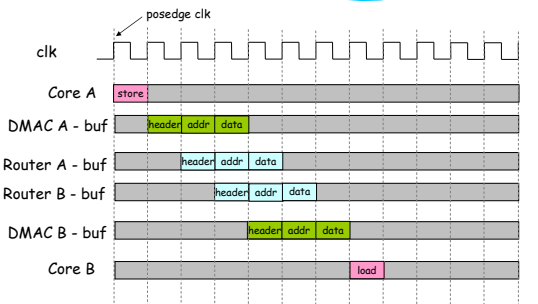 posedge clk
clk
Core A store
DMAC A - buf header addr data
Router A - buf header addr data
Router B - buf header addr data
DMAC B - buf header addr data
Core B load